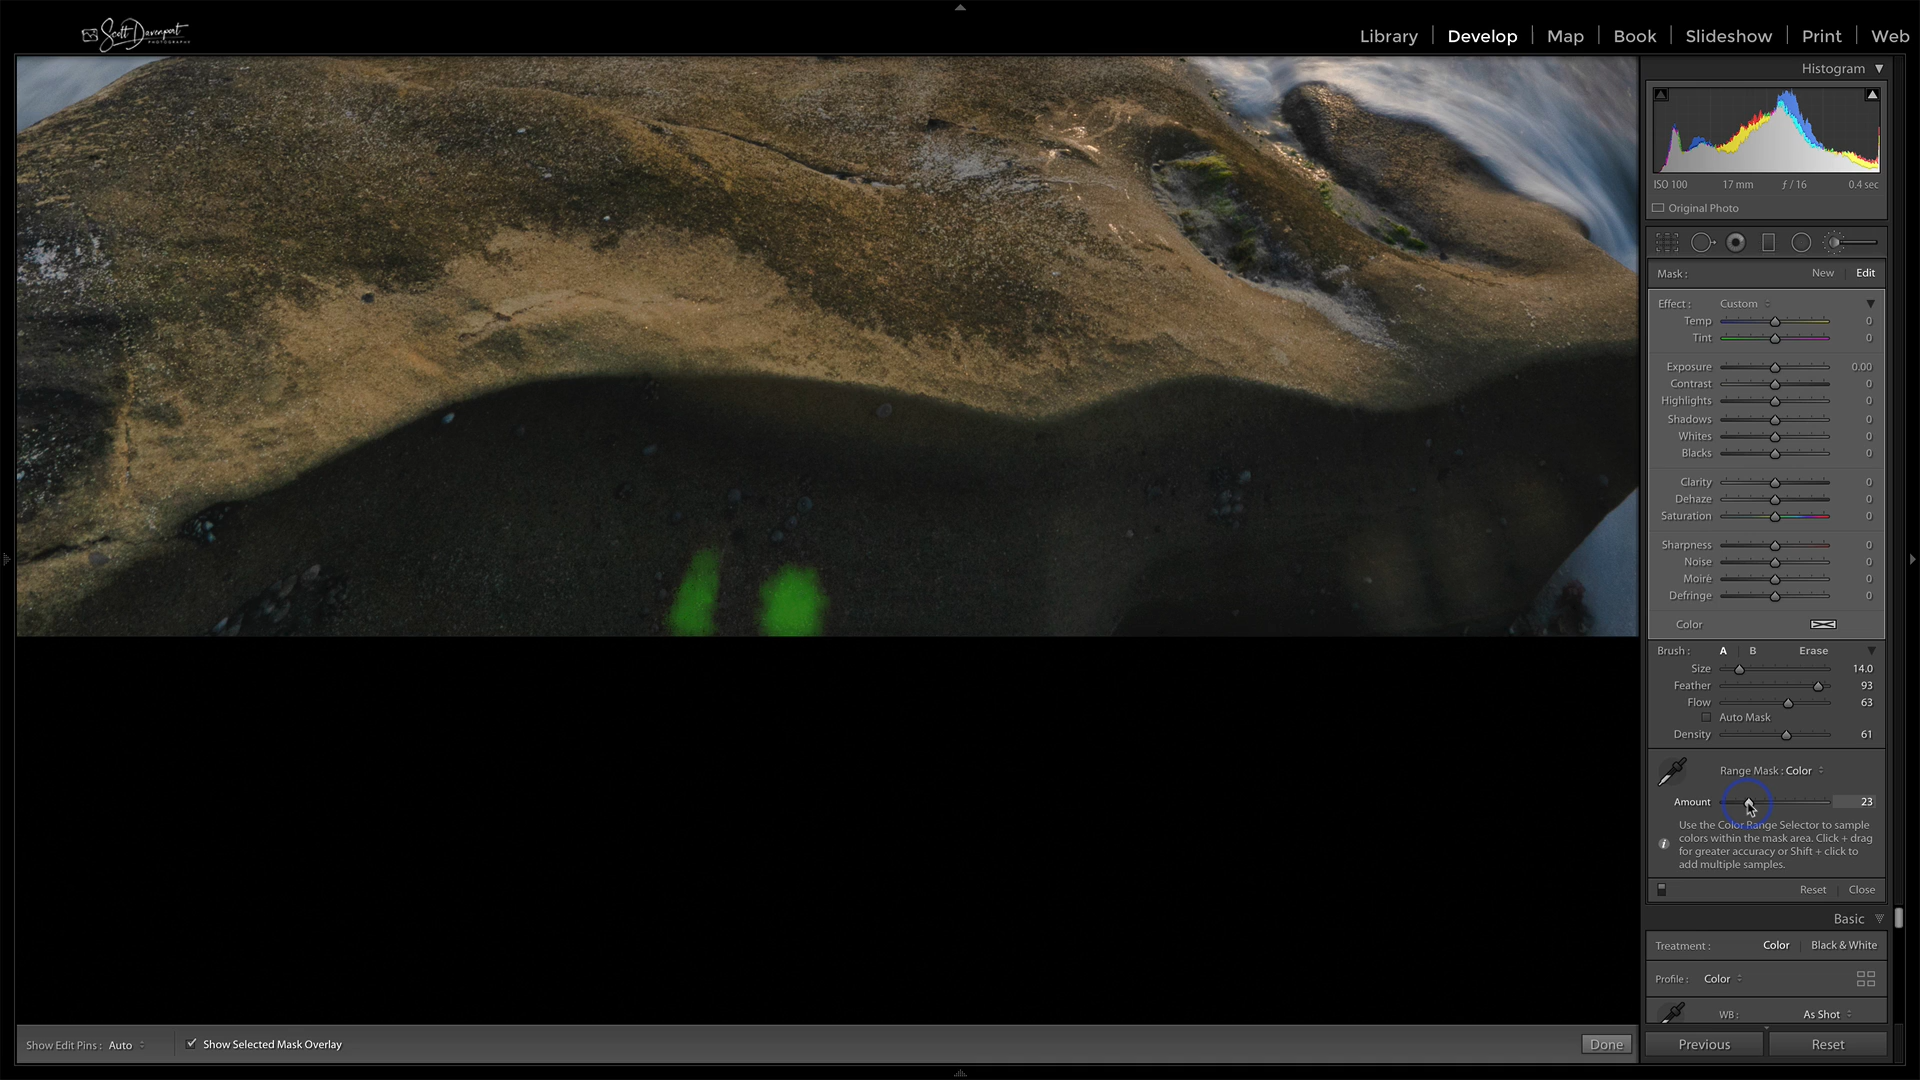 Scott Davenport
PHOTOGRAPHY
Library | Develop | Map | Book | Slideshow | Print | Web
Histogram
ISO 100 17 mm ƒ / 16 0.4 sec
Original Photo
Mask : New Edit
Effect : Custom
Temp 0
Tint 0
Exposure 0.00
Contrast 0
Highlights 0
Shadows 0
Whites 0
Blacks 0
Clarity 0
Dehaze 0
Saturation 0
Sharpness 0
Noise 0
Moiré 0
Defringe 0
Color
Brush : A B Erase
Size 14.0
Feather 93
Flow 63
Auto Mask
Density 61
Range Mask : Color
Amount 23
Use the Color Range Selector to sample
colors within the mask area. Click + drag
for greater accuracy or Shift + click to
add multiple samples.
Reset Close
Basic
Treatment : Color Black & White
Profile : Color
WB : As Shot
Show Edit Pins : Auto Show Selected Mask Overlay Done
Previous Reset